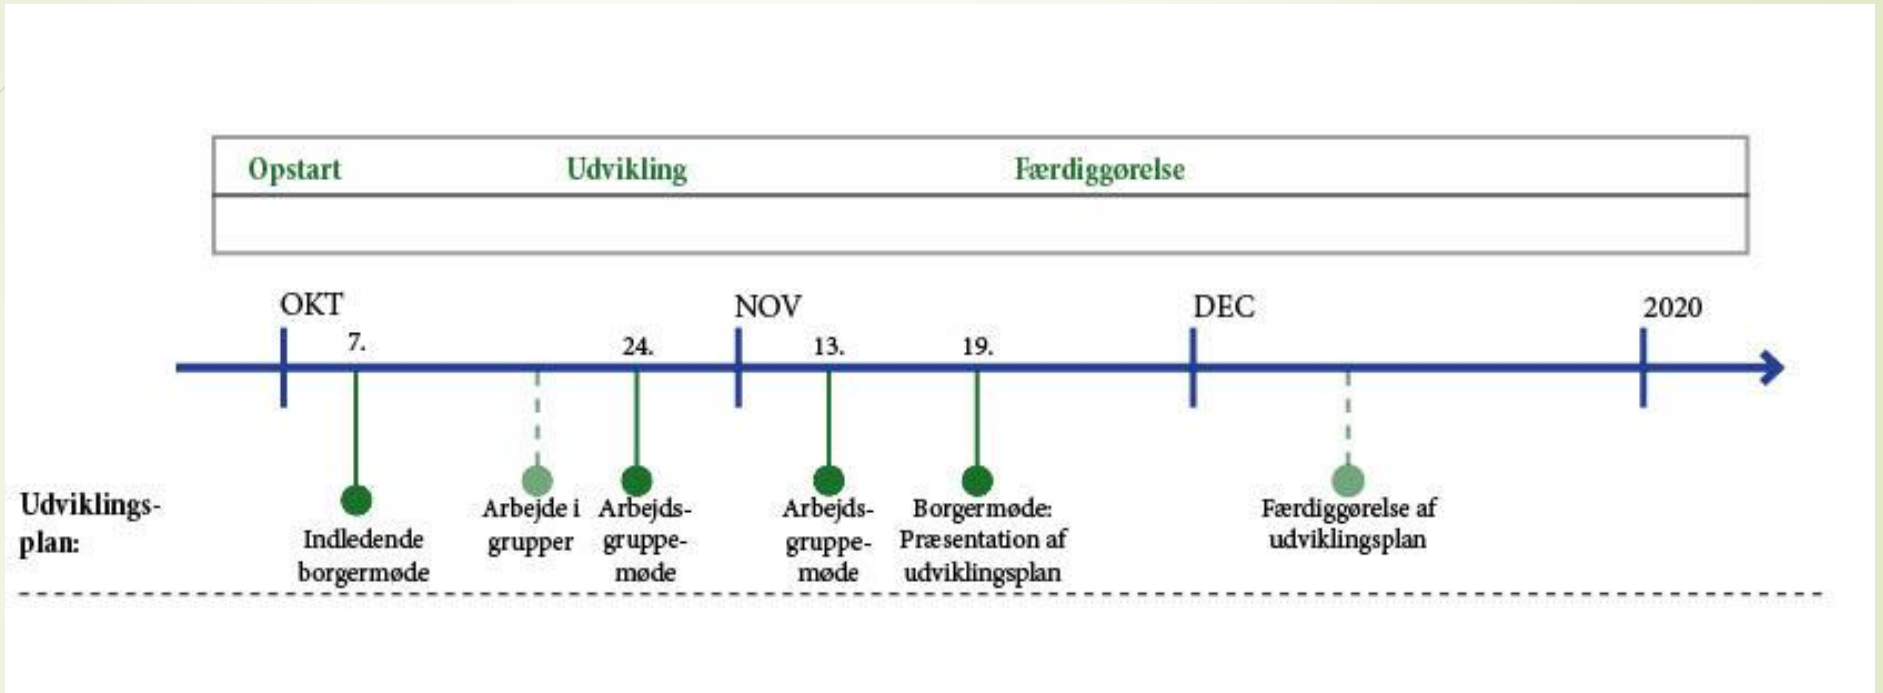 Opstart Udvikling Færdiggørelse
OKT NOV DEC 2020
7. 24. 13. 19.
Udviklings-
plan:
Indledende
borgermøde
Arbejde i
grupper
Arbejds-
gruppe-
møde
Arbejds-
gruppe-
møde
Borgermøde:
Præsentation af
udviklingsplan
Færdiggørelse af
udviklingsplan